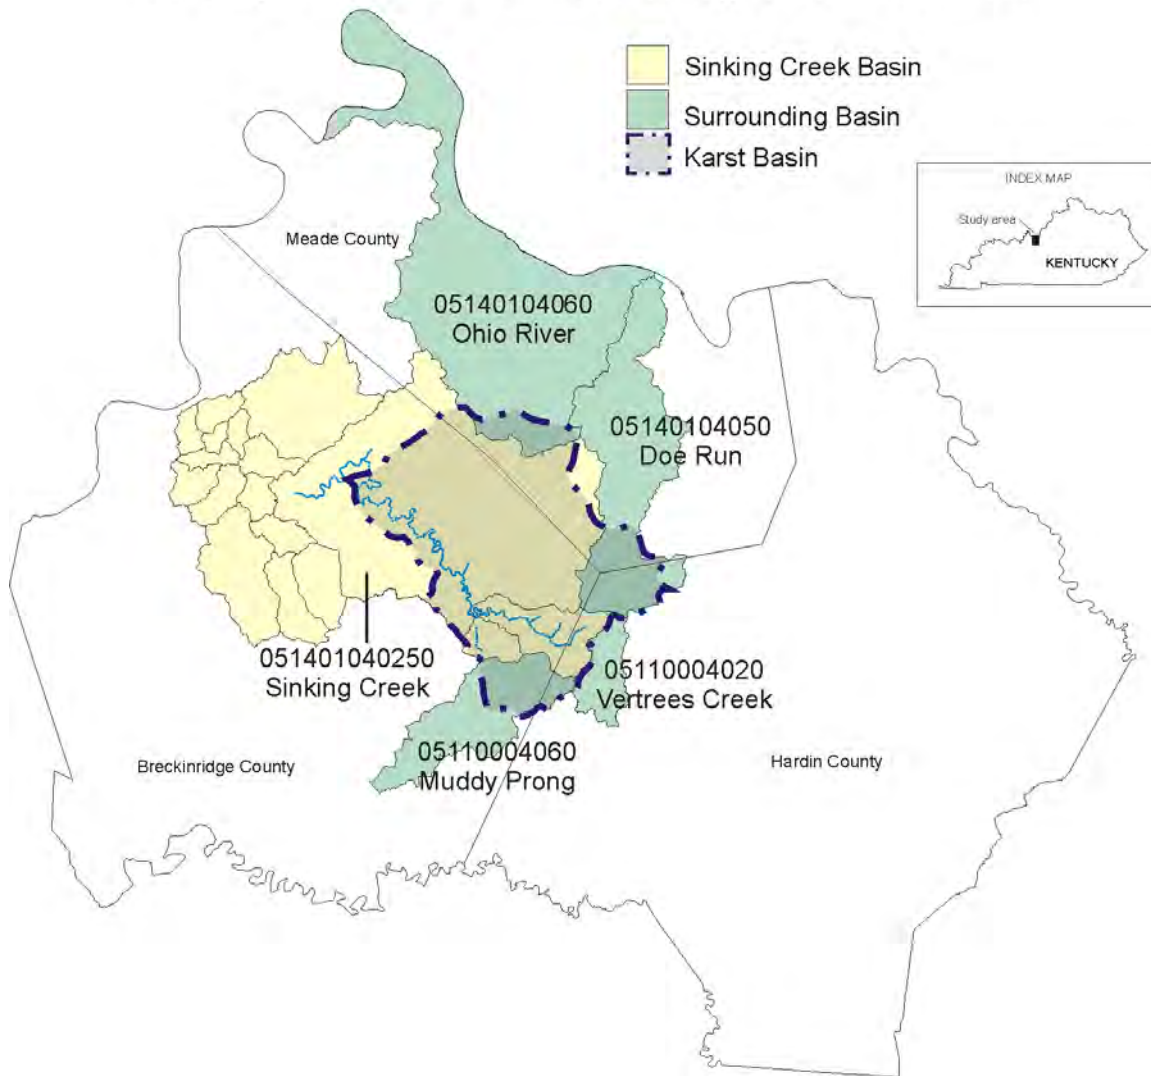 Sinking Creek Basin
Surrounding Basin
Karst Basin
INDEX MAP
Study area
KENTUCKY
Meade County
05140104060
Ohio River
05140104050
Doe Run
051401040250
Sinking Creek
05110004020
Vertrees Creek
05110004060
Muddy Prong
Breckinridge County
Hardin County